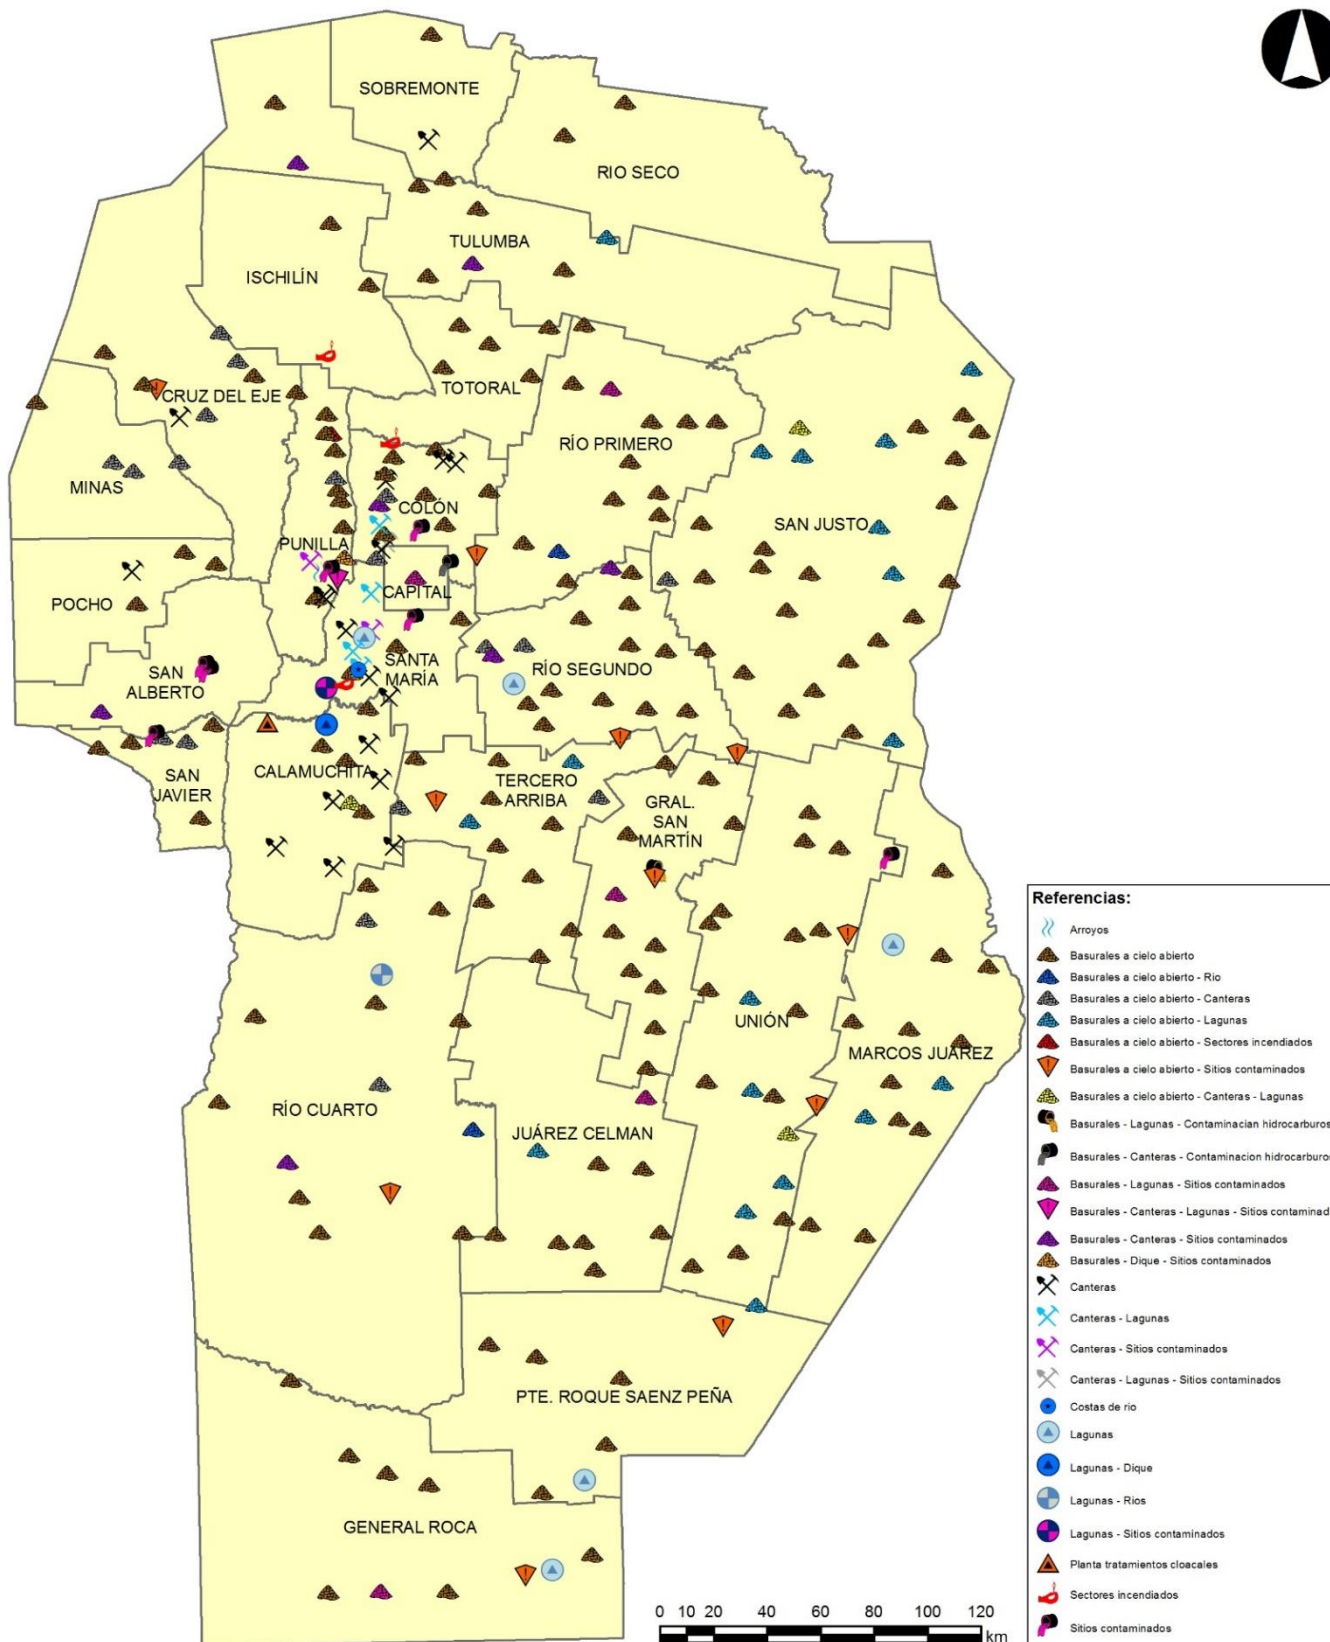 SOBREMONTE
RIO SECO
TULUMBA
ISCHILÍN
TOTORAL
CRUZ DEL EJE
RÍO PRIMERO
MINAS
COLÓN
SAN JUSTO
PUNILLA
CAPITAL
POCHO
SAN
ALBERTO
SANTA
MARÍA
RÍO SEGUNDO
SAN
JAVIER
CALAMUCHITA
TERCERO
ARRIBA
GRAL.
SAN
MARTÍN
UNIÓN
MARCOS JUÁREZ
RÍO CUARTO
JUÁREZ CELMAN
PTE. ROQUE SAENZ PEÑA
GENERAL ROCA
Referencias:
Arroyos
Basurales a cielo abierto
Basurales a cielo abierto - Rio
Basurales a cielo abierto - Canteras
Basurales a cielo abierto - Lagunas
Basurales a cielo abierto - Sectores incendiados
Basurales a cielo abierto - Sitios contaminados
Basurales a cielo abierto - Canteras - Lagunas
Basurales - Lagunas - Contaminacian hidrocarburos
Basurales - Canteras - Contaminacion hidrocarburos
Basurales - Lagunas - Sitios contaminados
Basurales - Canteras - Lagunas - Sitios contaminad
Basurales - Canteras - Sitios contaminados
Basurales - Dique - Sitios contaminados
Canteras
Canteras - Lagunas
Canteras - Sitios contaminados
Canteras - Lagunas - Sitios contaminados
Costas de rio
Lagunas
Lagunas - Dique
Lagunas - Rios
Lagunas - Sitios contaminados
Planta tratamientos cloacales
Sectores incendiados
Sitios contaminados
0 10 20 40 60 80 100 120
km